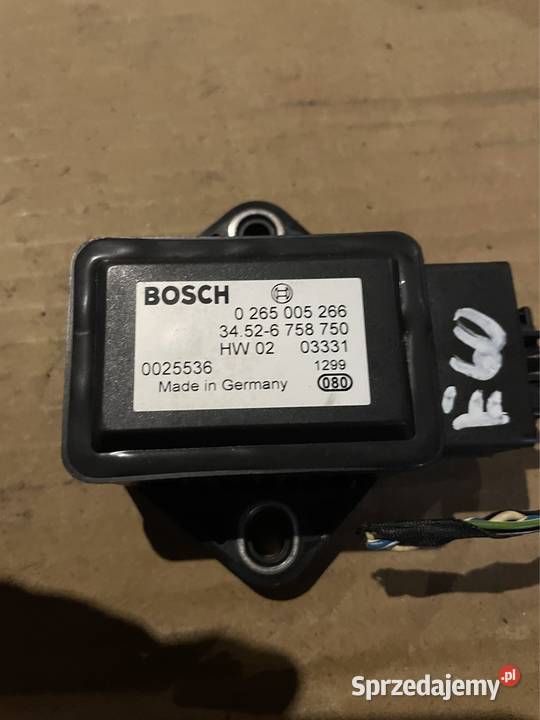 BOSCH
0 265 005 266
34.52-6 758 750
HW 02 03331
0025536 1299
Made in Germany 080
Sprzedajemy.pl